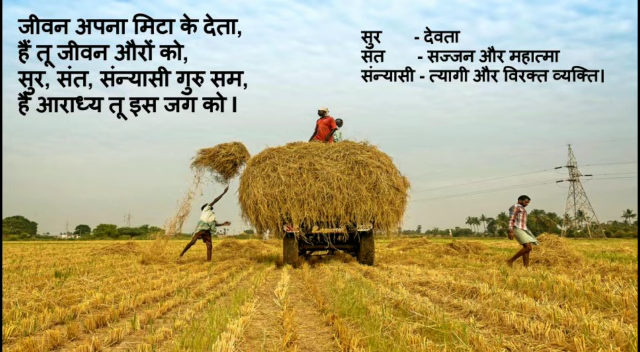 जीवन अपना मिटा के देता,
हैं तू जीवन औरों को,
सुर, संत, संन्यासी गुरु सम,
हैं आराध्य तू इस जग को ।
सुर - देवता
संत - सज्जन और महात्मा
संन्यासी - त्यागी और विरक्त व्यक्ति।